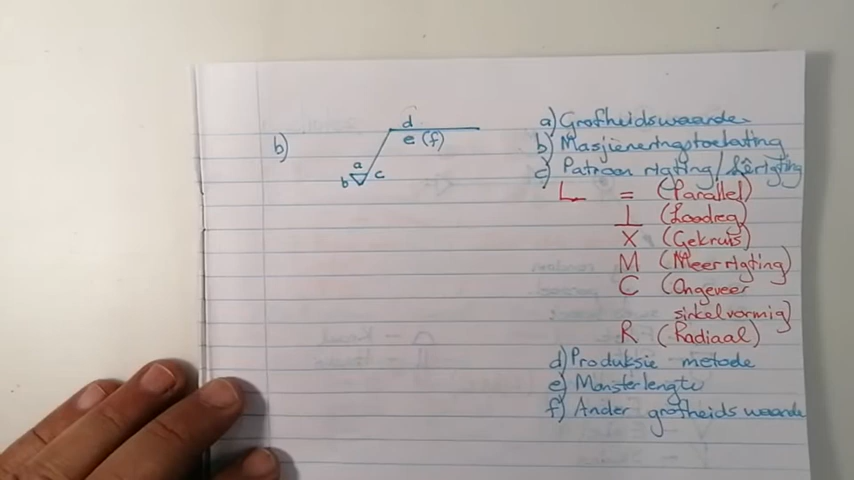 b)
d
e (f)
a
b c
a) Grofheidswaarde
b) Masjieneringstoelating
c) Patroon rigting/Lêrigting
= (Parallel)
⊥ (Loodreg)
X (Gekruis)
M (Meerrigting)
C (Ongeveer
sirkelvormig)
R (Radiaal)
d) Produksie metode
e) Monsterlengte
f) Ander grofheidswaarde